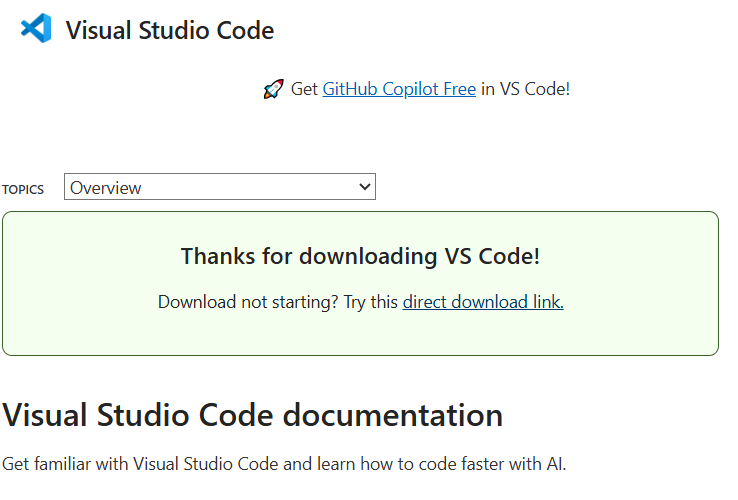 Visual Studio Code
🚀 Get GitHub Copilot Free in VS Code!
TOPICS Overview
Thanks for downloading VS Code!
Download not starting? Try this direct download link.
Visual Studio Code documentation
Get familiar with Visual Studio Code and learn how to code faster with AI.